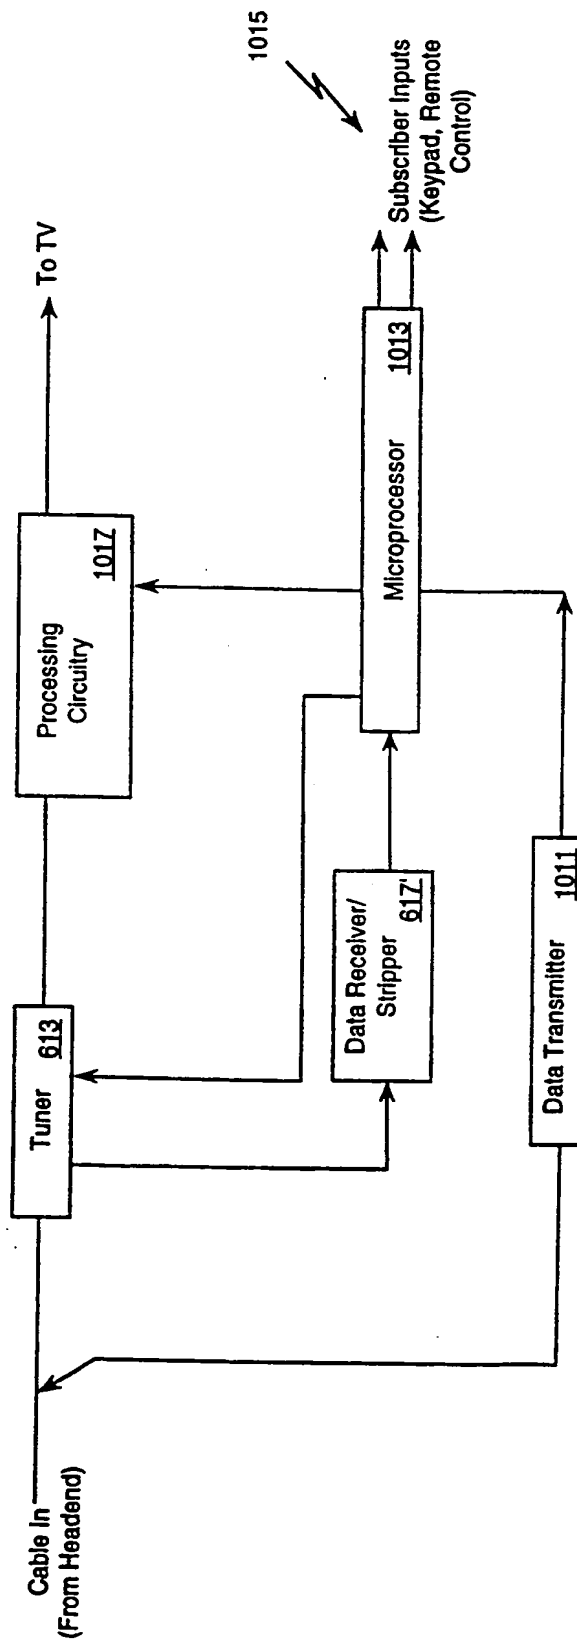 Cable In
(From Headend)
Tuner 613
Processing
Circuitry
1017
To TV
Data Receiver/
Stripper
617'
Microprocessor 1013
Subscriber Inputs
(Keypad, Remote
Control)
1015
Data Transmitter 1011